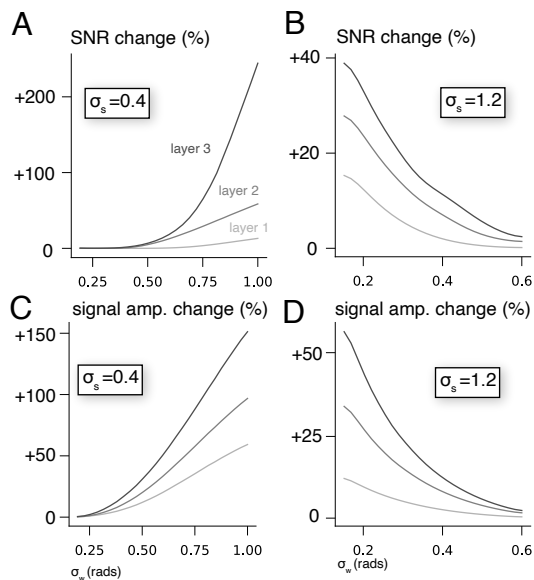 A
SNR change (%)
+200
+100
0
σs=0.4
layer 3
layer 2
layer 1
0.25 0.50 0.75 1.00
B
SNR change (%)
+40
+20
0
σs=1.2
0.2 0.4 0.6
C
signal amp. change (%)
+150
+100
+50
0
σs=0.4
0.25 0.50 0.75 1.00
σw(rads)
D
signal amp. change (%)
+50
+25
0
σs=1.2
0.2 0.4 0.6
σw(rads)